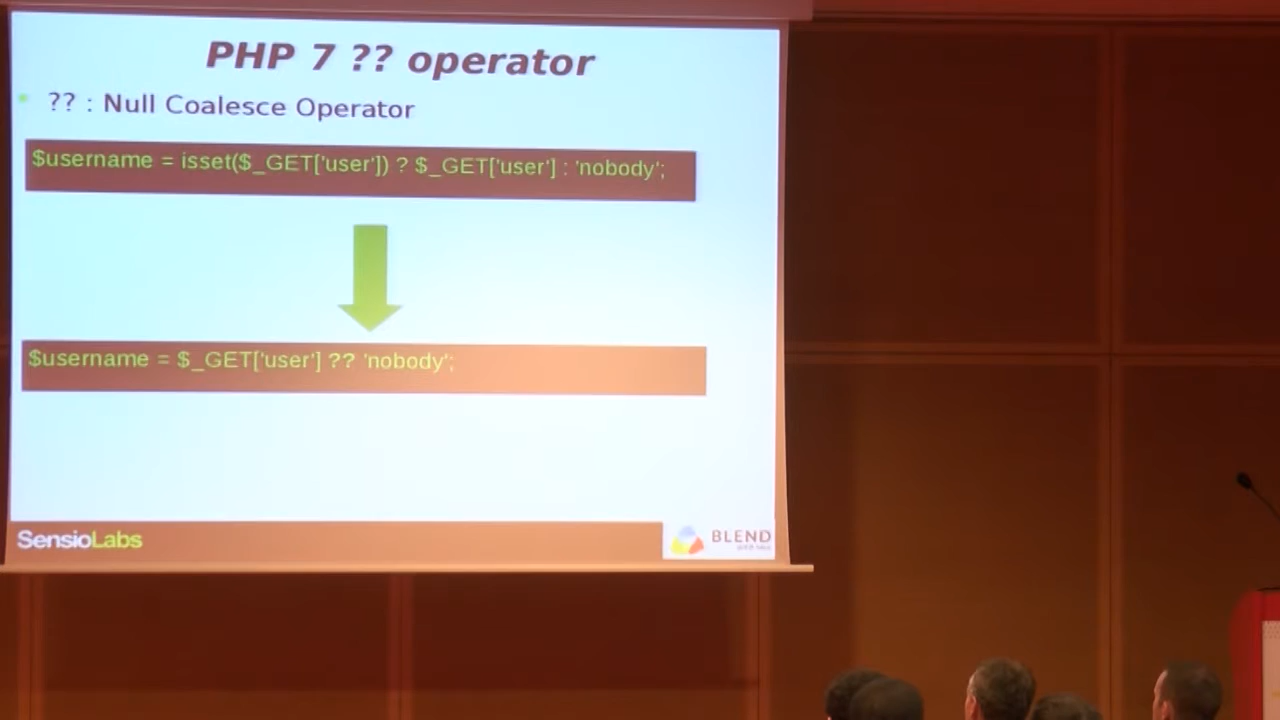 PHP 7 ?? operator
?? : Null Coalesce Operator
$username = isset($_GET['user']) ? $_GET['user'] : 'nobody';
$username = $_GET['user'] ?? 'nobody';
SensioLabs
BLEND